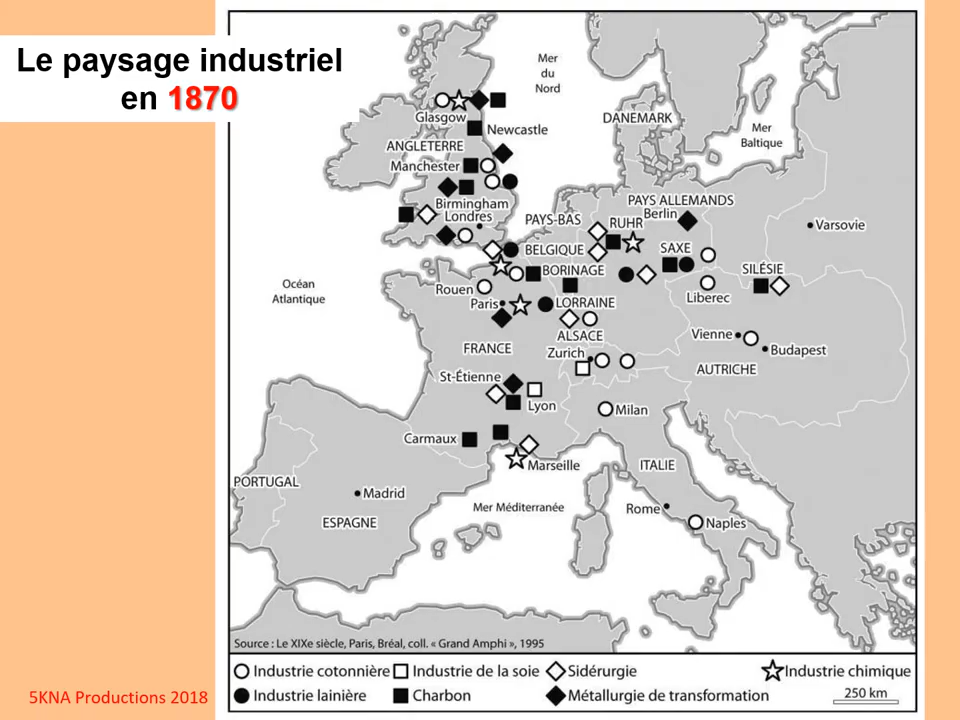 Le paysage industriel
en 1870
Mer
du
Nord
Glasgow
DANEMARK
Newcastle
Mer
Baltique
ANGLETERRE
Manchester
Birmingham
Londres
PAYS-BAS
PAYS ALLEMANDS
RUHR
Berlin
Varsovie
BELGIQUE
SAXE
BORINAGE
SILÉSIE
Océan
Atlantique
Rouen
Liberec
Paris
LORRAINE
ALSACE
Vienne
Budapest
FRANCE
Zurich
AUTRICHE
St-Étienne
Lyon
Milan
Carmaux
Marseille
ITALIE
PORTUGAL
Madrid
Mer Méditerranée
Rome
ESPAGNE
Naples
Source : Le XIXe siècle, Paris, Bréal, coll. « Grand Amphi », 1995
Industrie cotonnière
Industrie de la soie
Sidérurgie
Industrie chimique
Industrie lainière
Charbon
Métallurgie de transformation
250 km
5KNA Productions 2018